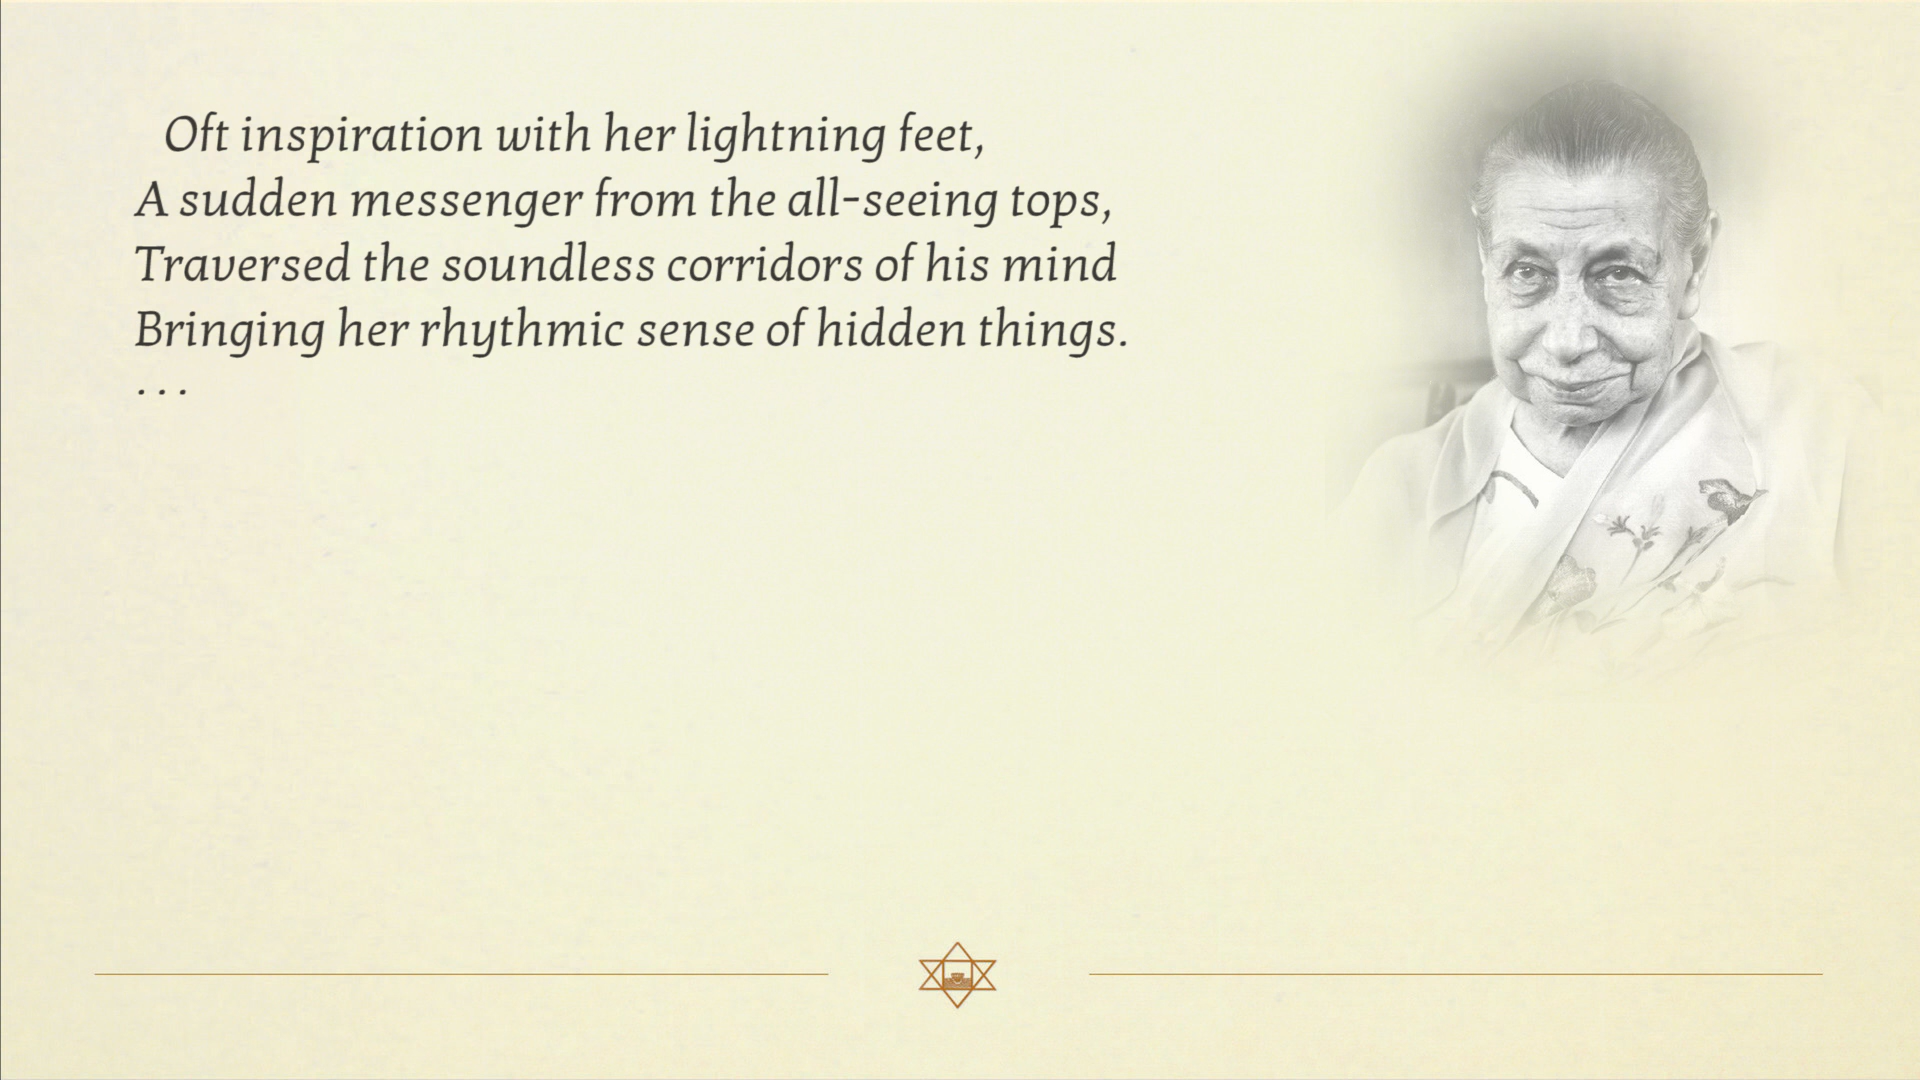 Oft inspiration with her lightning feet,
A sudden messenger from the all-seeing tops,
Traversed the soundless corridors of his mind
Bringing her rhythmic sense of hidden things.
. . .